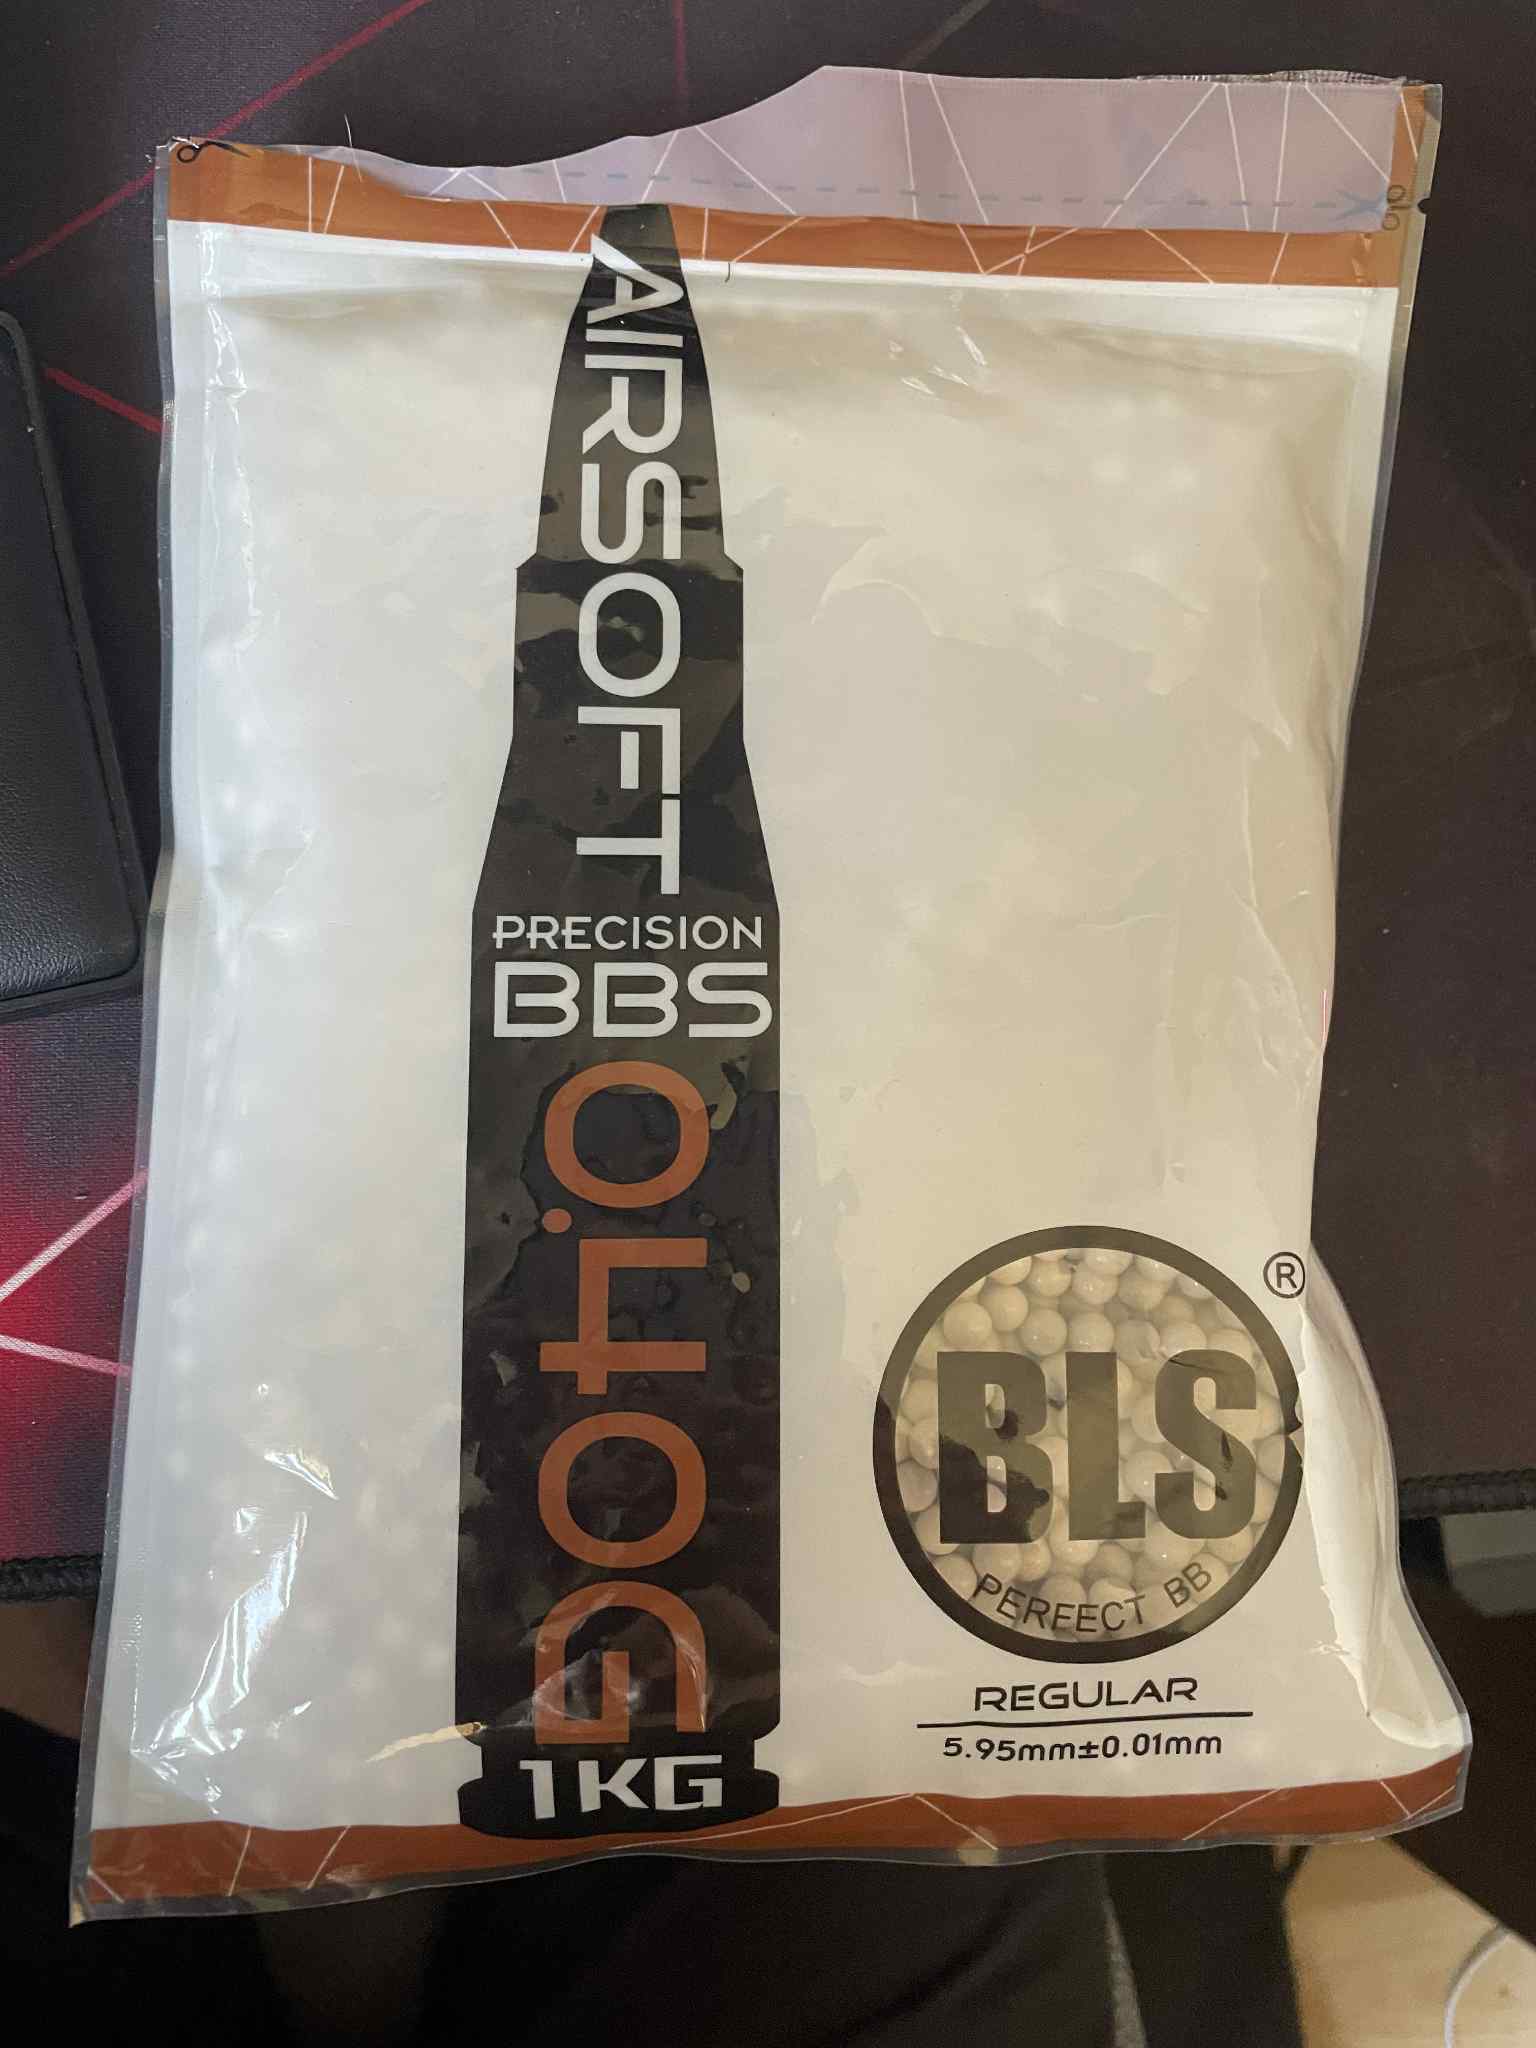 AIRSOFT
PRECISION
BBS
0.40G
1KG
BLS
®
PERFECT BB
REGULAR
5.95mm±0.01mm